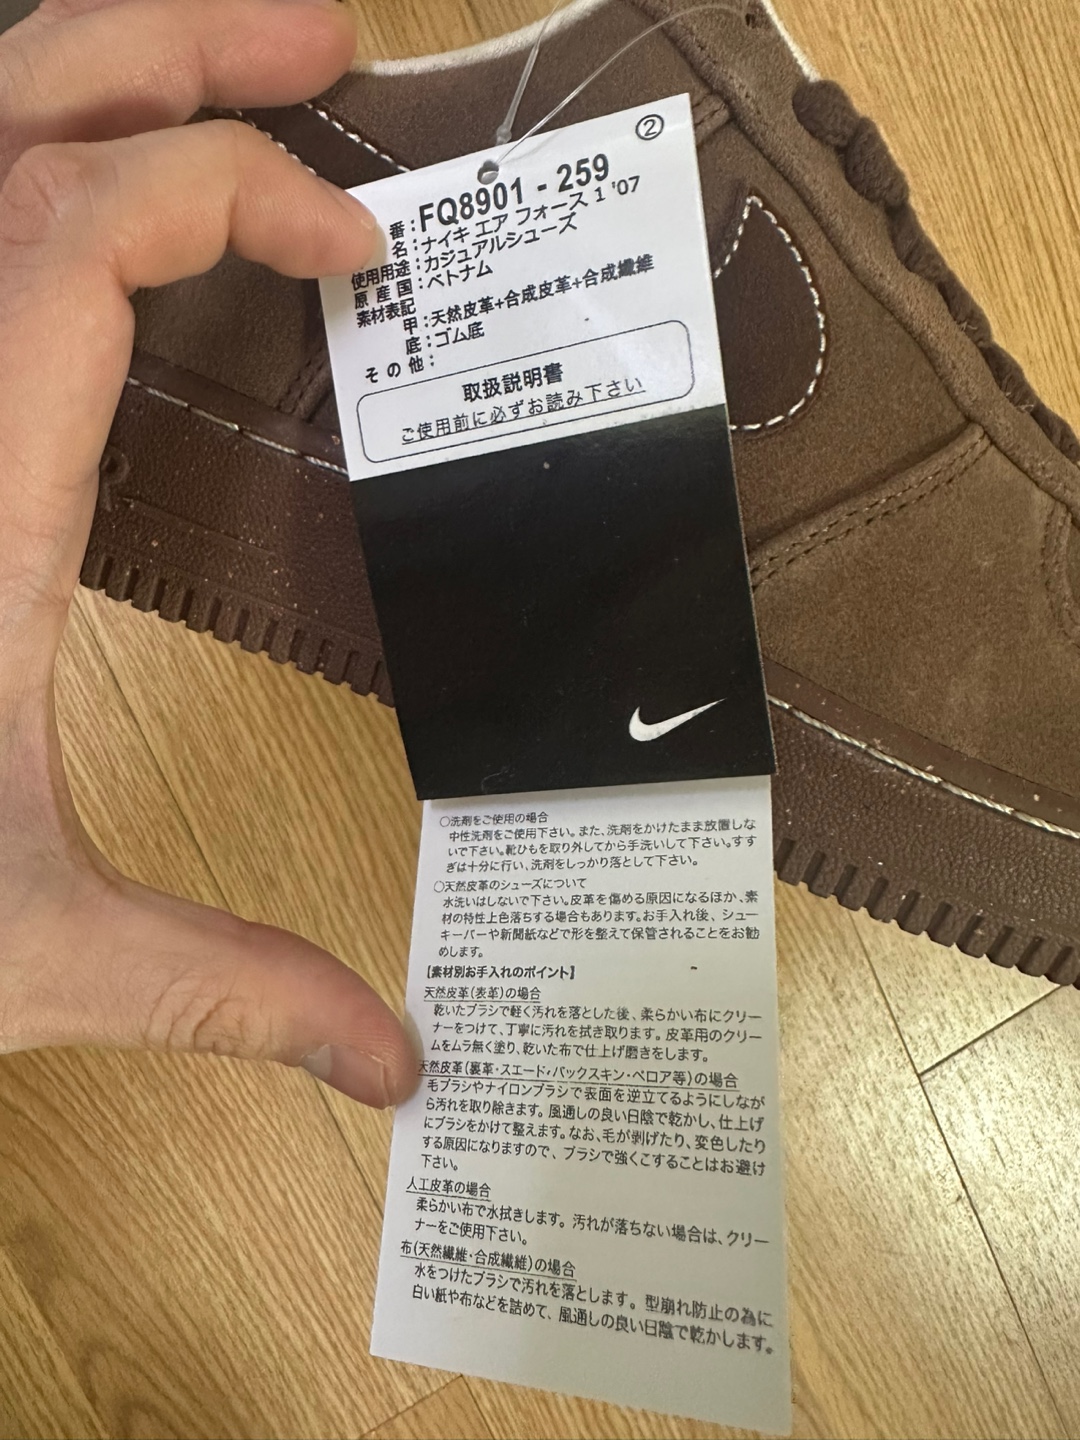 ②
番：FQ8901 - 259
名：ナイキ エア フォース 1 '07
使用用途：カジュアルシューズ
原産国：ベトナム
素材表記
甲：天然皮革+合成皮革+合成繊維
底：ゴム底
その他：
取扱説明書
ご使用前に必ずお読み下さい
○洗剤をご使用の場合
中性洗剤をご使用下さい。また、洗剤をかけたまま放置しな
いで下さい。靴ひもを取り外してから手洗いして下さい。すす
ぎは十分に行い、洗剤をしっかり落として下さい。
○天然皮革のシューズについて
水洗いはしないで下さい。皮革を傷める原因になるほか、素
材の特性上色落ちする場合もあります。お手入れ後、シュー
キーパーや新聞紙などで形を整えて保管されることをお勧
めします。
【素材別お手入れのポイント】
天然皮革（表革）の場合
乾いたブラシで軽く汚れを落とした後、柔らかい布にクリー
ナーをつけて、丁寧に汚れを拭き取ります。皮革用のクリー
ムをムラ無く塗り、乾いた布で仕上げ磨きをします。
天然皮革（裏革・スエード・バックスキン・ベロア等）の場合
毛ブラシやナイロンブラシで表面を逆立てるようにしなが
ら汚れを取り除きます。風通しの良い日陰で乾かし、仕上げ
にブラシをかけて整えます。なお、毛が剥げたり、変色したり
する原因になりますので、ブラシで強くこすることはお避け
下さい。
人工皮革の場合
柔らかい布で水拭きします。汚れが落ちない場合は、クリー
ナーをご使用下さい。
布（天然繊維・合成繊維）の場合
水をつけたブラシで汚れを落とします。型崩れ防止の為に
白い紙や布などを詰めて、風通しの良い日陰で乾かします。